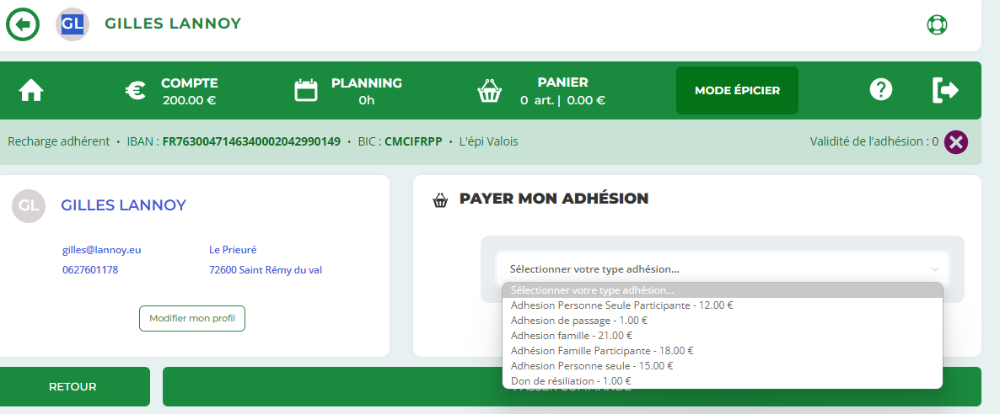 GL GILLES LANNOY
COMPTE
200.00 €
PLANNING
0h
PANIER
0 art. | 0.00 €
MODE ÉPICIER
Recharge adhérent • IBAN : FR7630047146340002042990149 • BIC : CMCIFRPP • L'épi Valois
Validité de l'adhésion : 0
GL GILLES LANNOY
gilles@lannoy.eu
Le Prieuré
0627601178
72600 Saint Rémy du val
Modifier mon profil
PAYER MON ADHÉSION
Sélectionner votre type adhésion...
Sélectionner votre type adhésion...
Adhesion Personne Seule Participante - 12.00 €
Adhesion de passage - 1.00 €
Adhesion famille - 21.00 €
Adhésion Famille Participante - 18.00 €
Adhesion Personne seule - 15.00 €
Don de résiliation - 1.00 €
RETOUR
PASSER COMMANDE